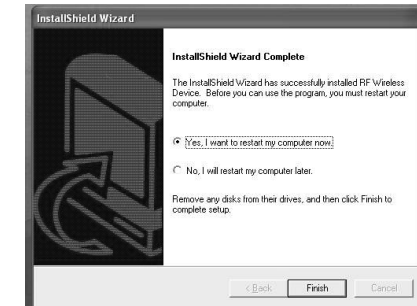 InstallShield Wizard
InstallShield Wizard Complete
The InstallShield Wizard has successfully installed RF Wireless
Device. Before you can use the program, you must restart your
computer.
Yes, I want to restart my computer now.
No, I will restart my computer later.
Remove any disks from their drives, and then click Finish to
complete setup.
< Back
Finish
Cancel